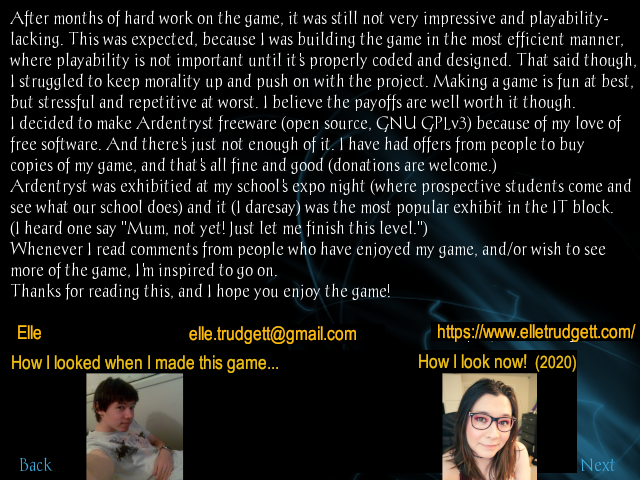 After months of hard work on the game, it was still not very impressive and playability-
lacking. This was expected, because I was building the game in the most efficient manner,
where playability is not important until it's properly coded and designed. That said though,
I struggled to keep morality up and push on with the project. Making a game is fun at best,
but stressful and repetitive at worst. I believe the payoffs are well worth it though.
I decided to make Ardentryst freeware (open source, GNU GPLv3) because of my love of
free software. And there's just not enough of it. I have had offers from people to buy
copies of my game, and that's all fine and good (donations are welcome.)
Ardentryst was exhibitied at my school's expo night (where prospective students come and
see what our school does) and it (I daresay) was the most popular exhibit in the IT block.
(I heard one say "Mum, not yet! Just let me finish this level.")
Whenever I read comments from people who have enjoyed my game, and/or wish to see
more of the game, I'm inspired to go on.
Thanks for reading this, and I hope you enjoy the game!
Elle elle.trudgett@gmail.com https://www.elletrudgett.com/
How I looked when I made this game... How I look now! (2020)
Back Next